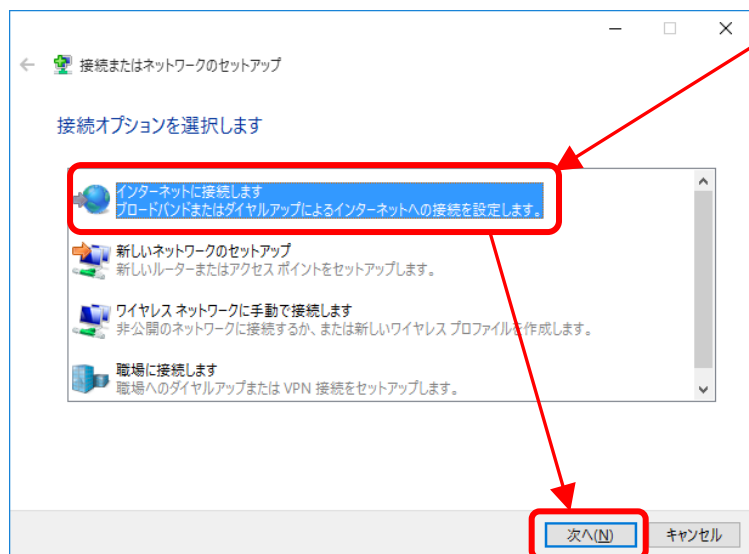 接続またはネットワークのセットアップ
接続オプションを選択します
インターネットに接続します
ブロードバンドまたはダイヤルアップによるインターネットへの接続を設定します。
新しいネットワークのセットアップ
新しいルーターまたはアクセス ポイントをセットアップします。
ワイヤレス ネットワークに手動で接続します
非公開のネットワークに接続するか、または新しいワイヤレス プロファイルを作成します。
職場に接続します
職場へのダイヤルアップまたは VPN 接続をセットアップします。
次へ(N)
キャンセル